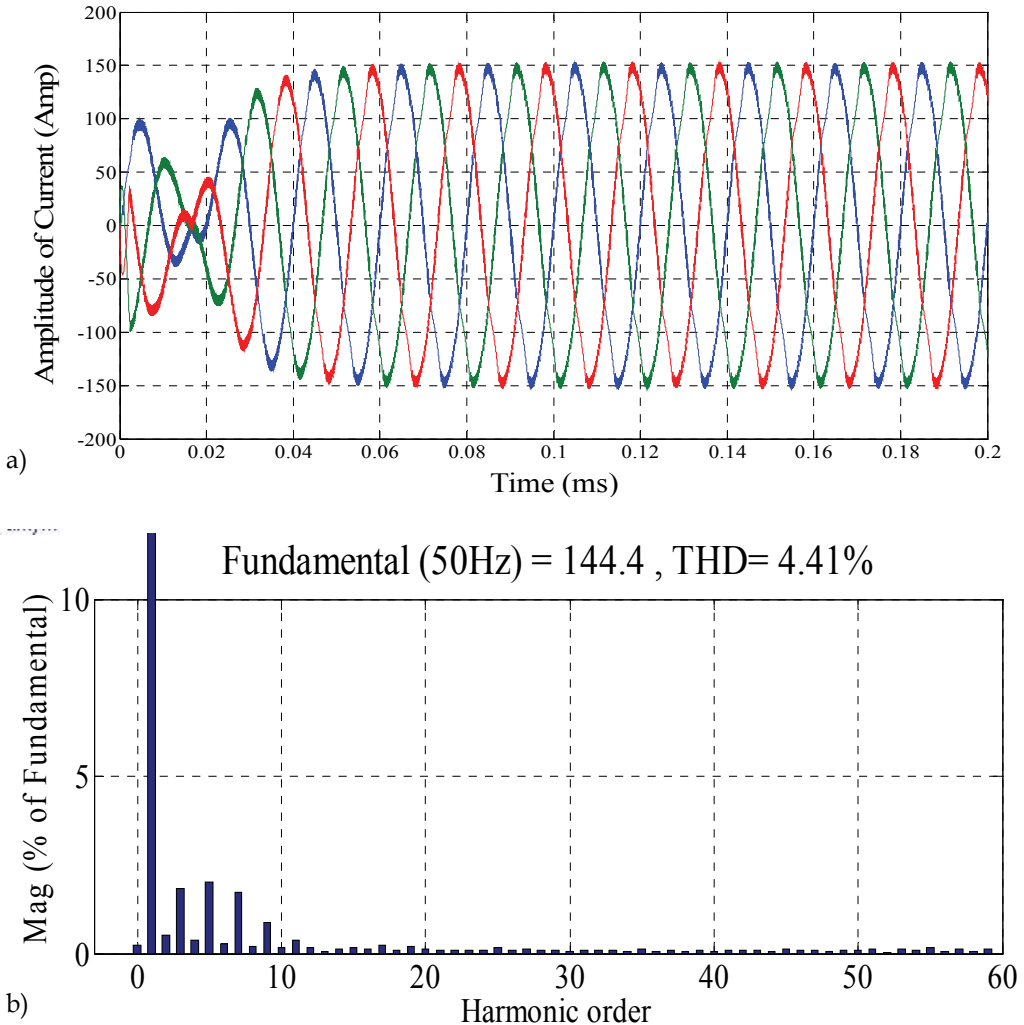 200
150
100
50
0
-50
-100
-150
-200
Amplitude of Current (Amp)
0 0.02 0.04 0.06 0.08 0.1 0.12 0.14 0.16 0.18 0.2
Time (ms)
a)
Fundamental (50Hz) = 144.4 , THD= 4.41%
10
5
0
Mag (% of Fundamental)
0 10 20 30 40 50 60
Harmonic order
b)